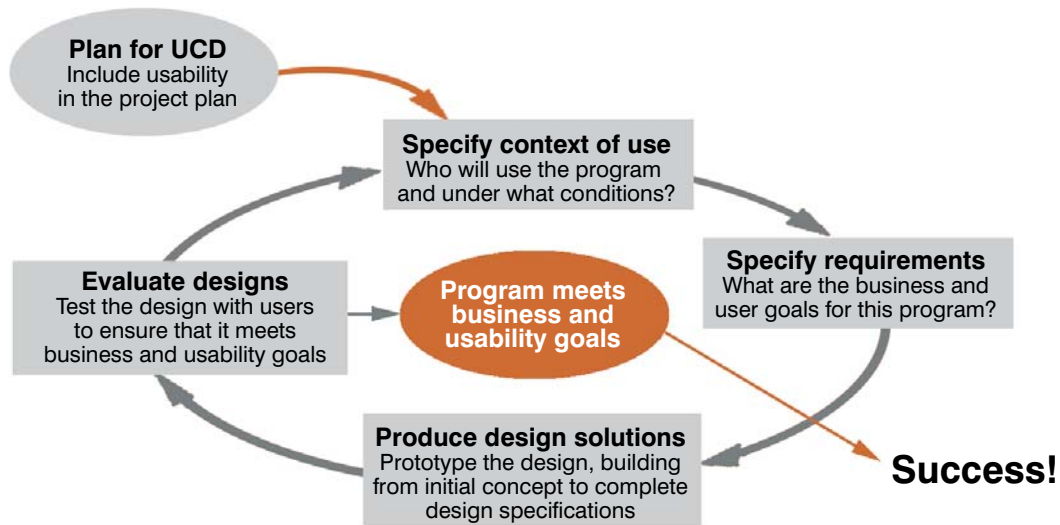 Plan for UCD
Include usability
in the project plan
Specify context of use
Who will use the program
and under what conditions?
Specify requirements
What are the business and
user goals for this program?
Evaluate designs
Test the design with users
to ensure that it meets
business and usability goals
Program meets
business and
usability goals
Produce design solutions
Prototype the design, building
from initial concept to complete
design specifications
Success!